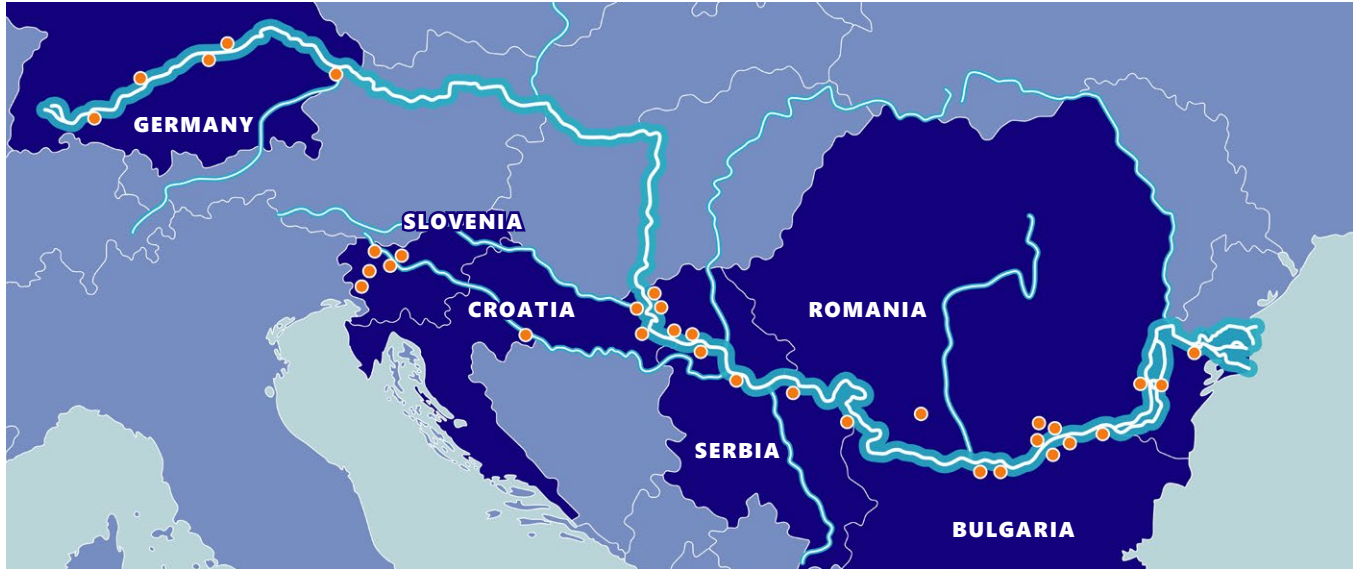 GERMANY
SLOVENIA
CROATIA
ROMANIA
SERBIA
BULGARIA